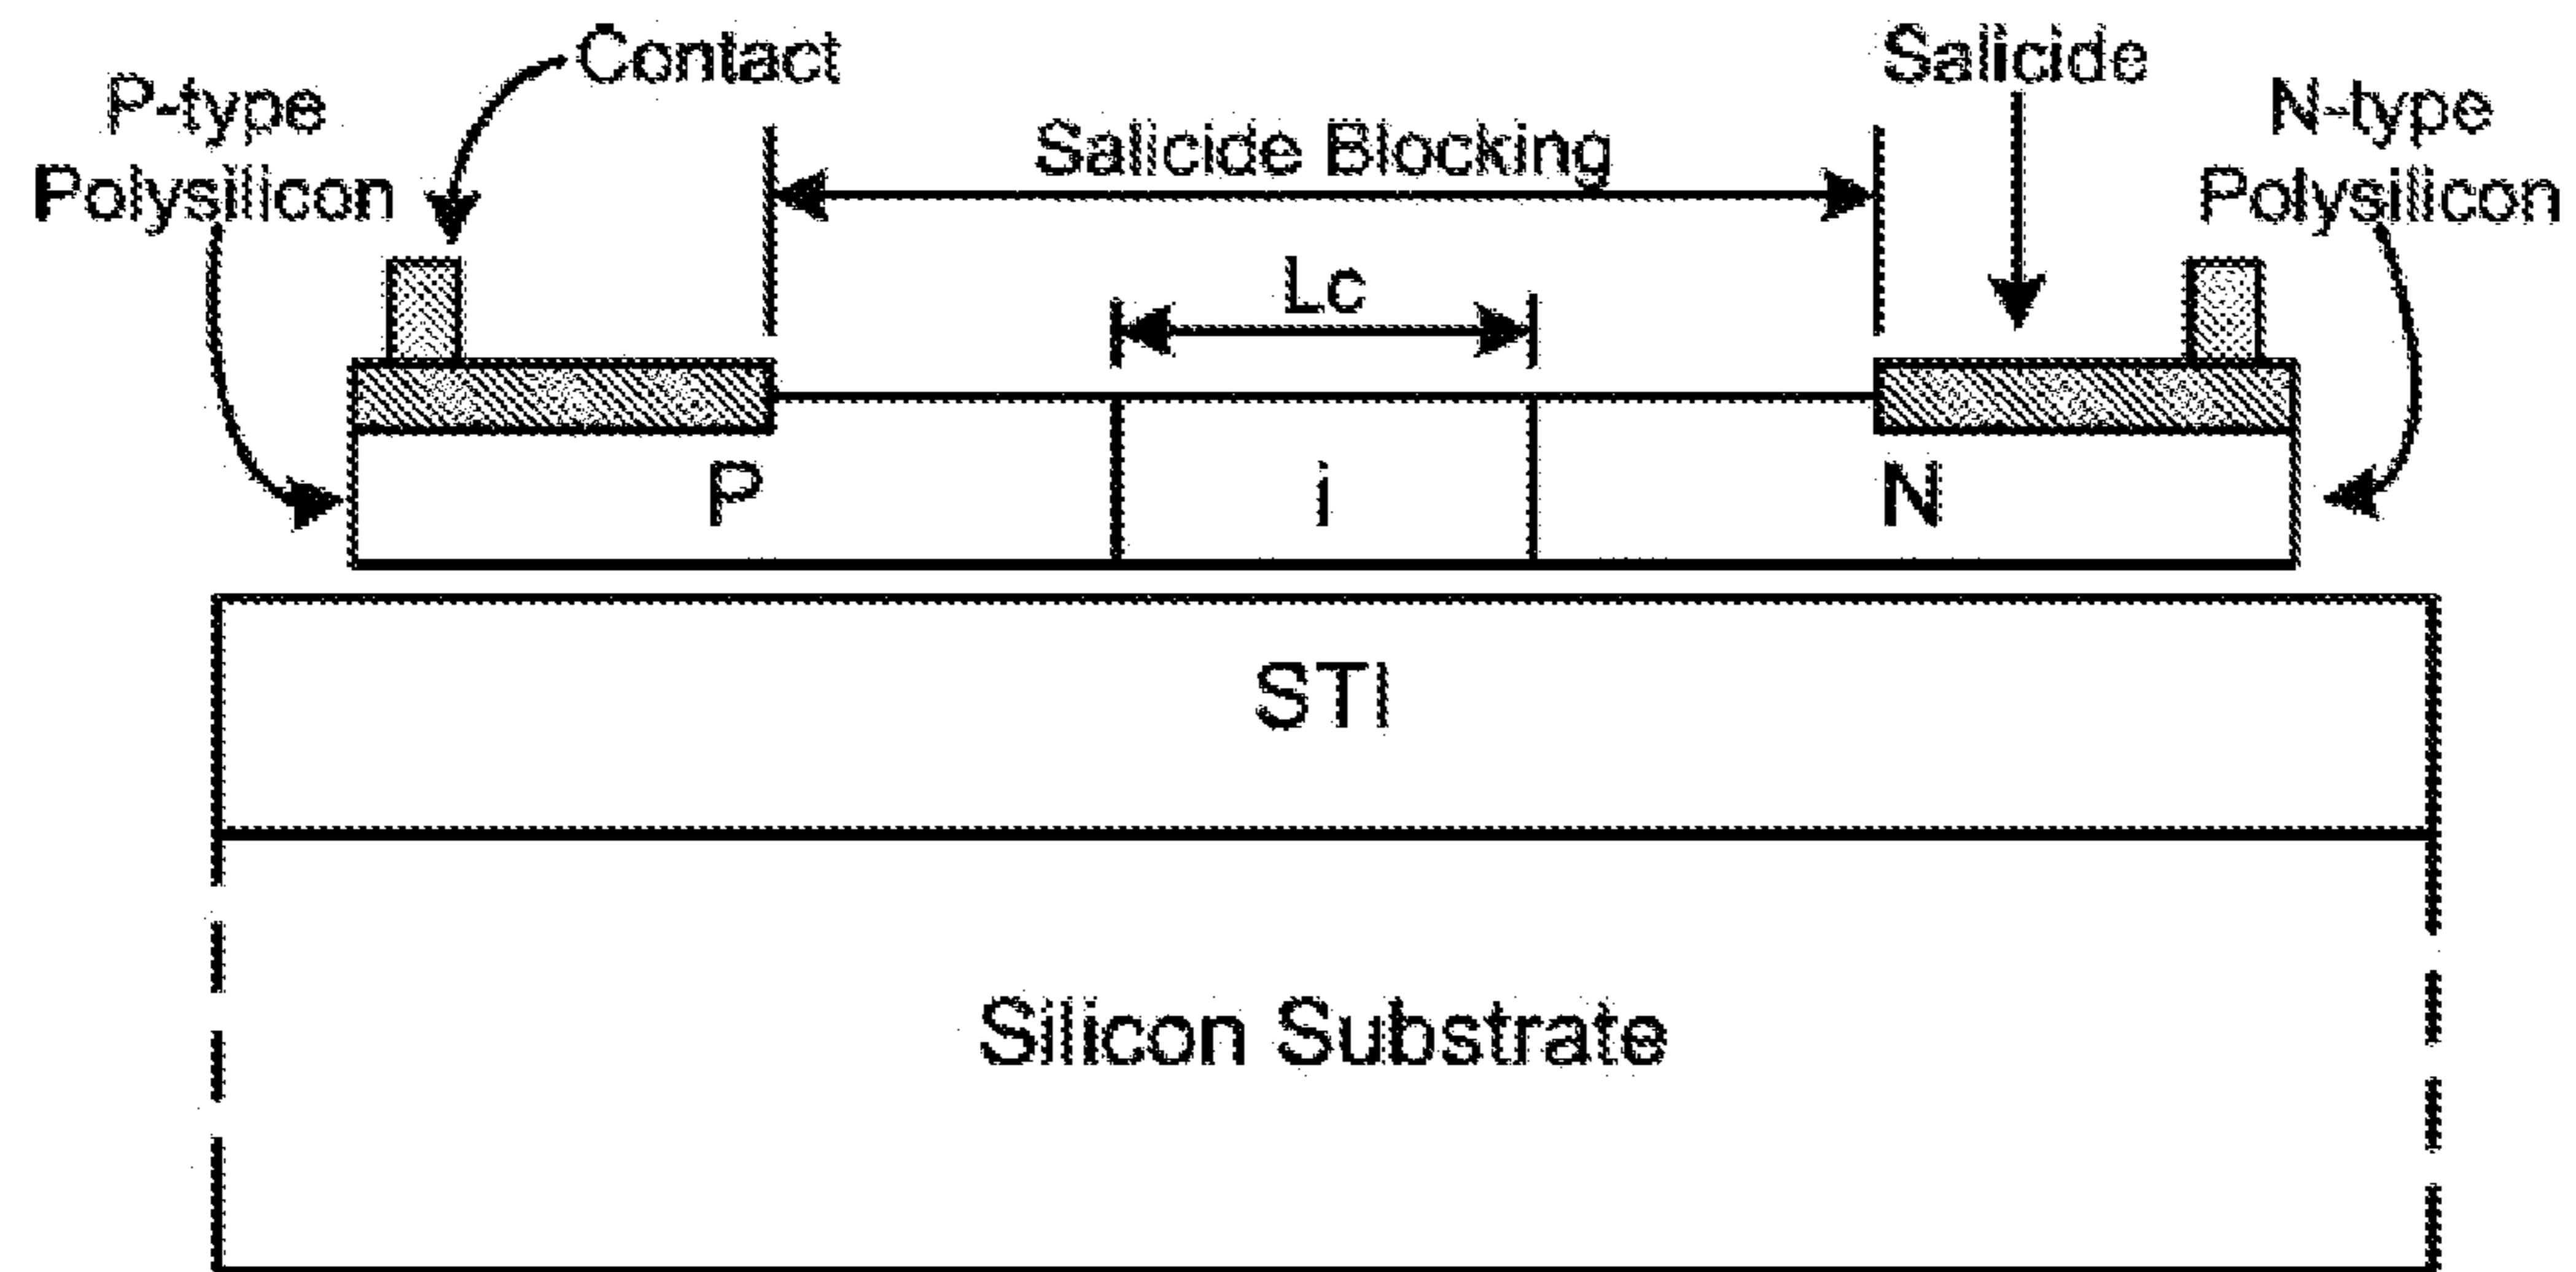 Contact
Salicide
P-type
Polysilicon
Salicide Blocking
N-type
Polysilicon
Lc
P
i
N
STI
Silicon Substrate